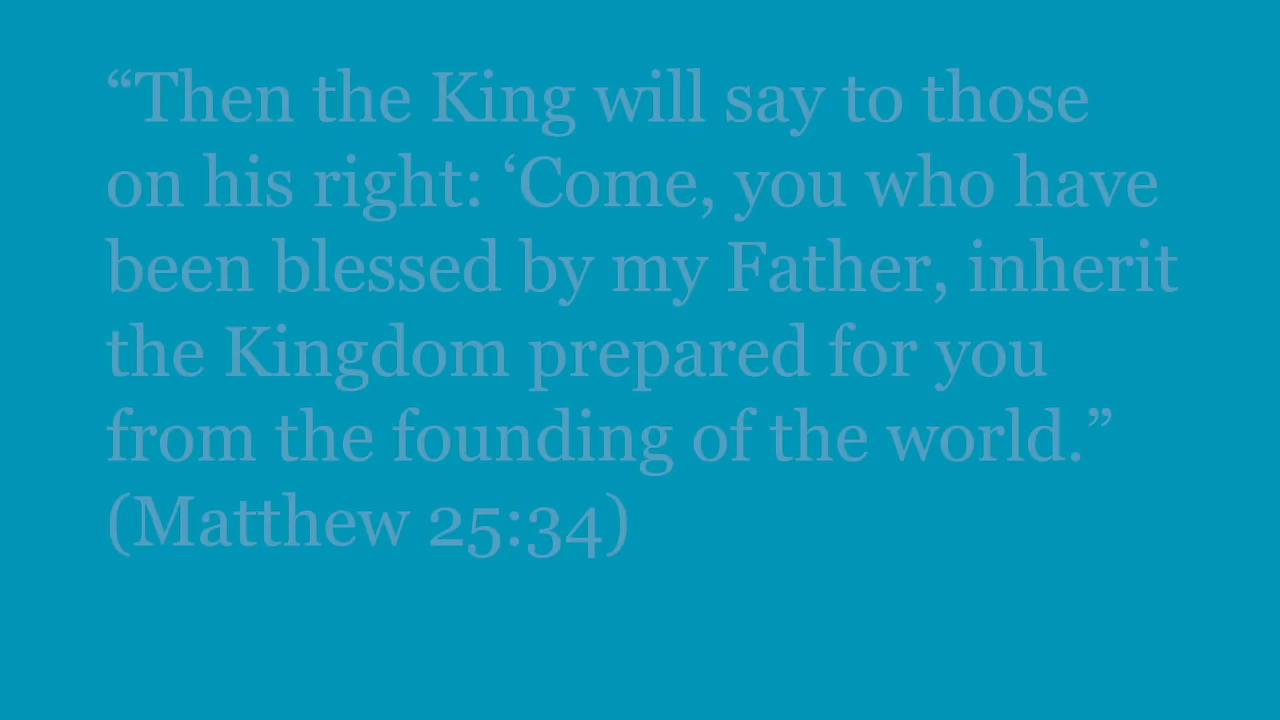 “Then the King will say to those
on his right: ‘Come, you who have
been blessed by my Father, inherit
the Kingdom prepared for you
from the founding of the world.”
(Matthew 25:34)